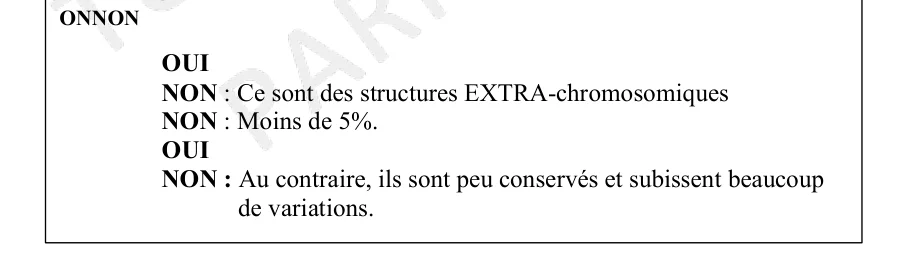 ONNON
OUI
NON : Ce sont des structures EXTRA-chromosomiques
NON : Moins de 5%.
OUI
NON : Au contraire, ils sont peu conservés et subissent beaucoup
de variations.